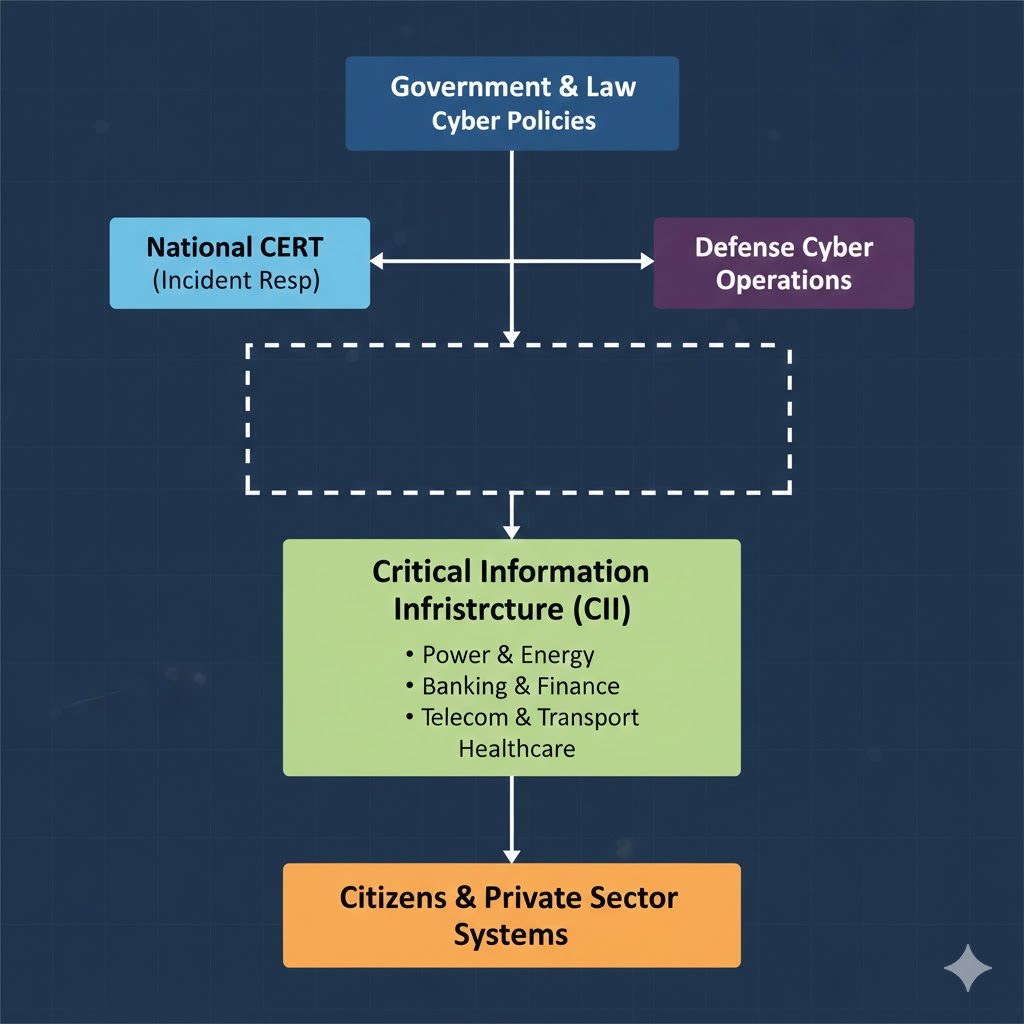 Government & Law
Cyber Policies
National CERT
(Incident Resp)
Defense Cyber
Operations
Critical Information
Infristrcture (CII)
• Power & Energy
• Banking & Finance
• Telecom & Transport
Healthcare
Citizens & Private Sector
Systems